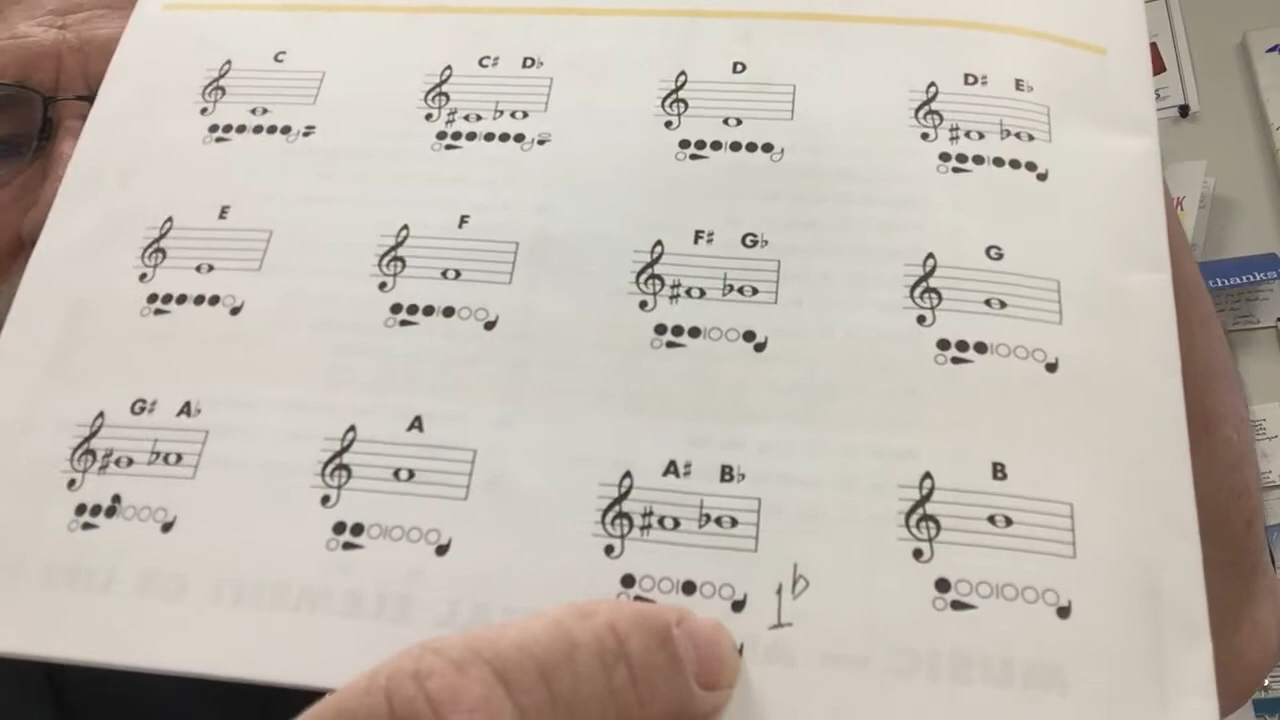 C C♯ D♭ D D♯ E♭
E F F♯ G♭ G
G♯ A♭ A A♯ B♭ B
1♭
thanks